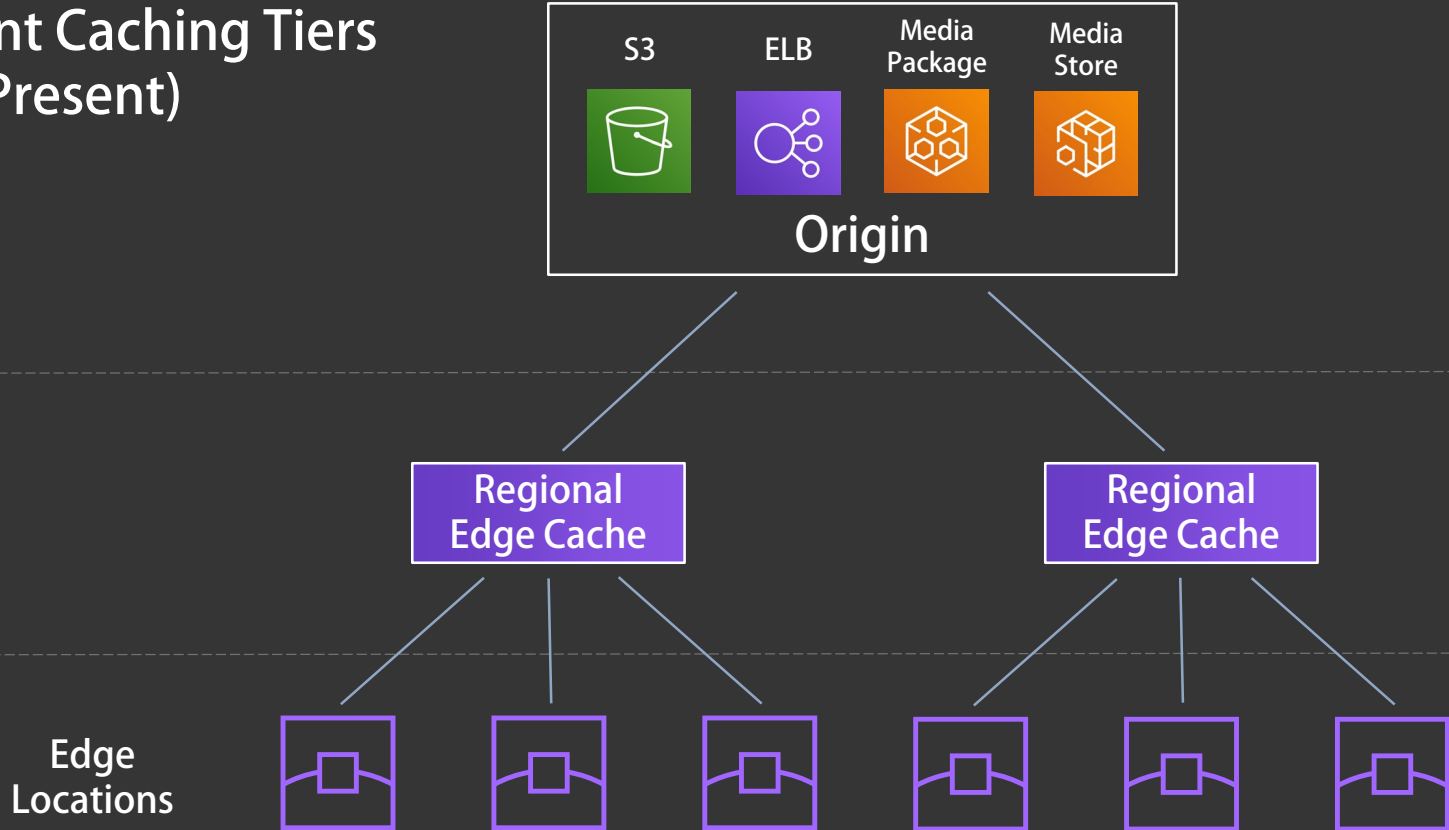 nt Caching Tiers
Present)
S3
ELB
Media
Package
Media
Store
Origin
Regional
Edge Cache
Regional
Edge Cache
Edge
Locations